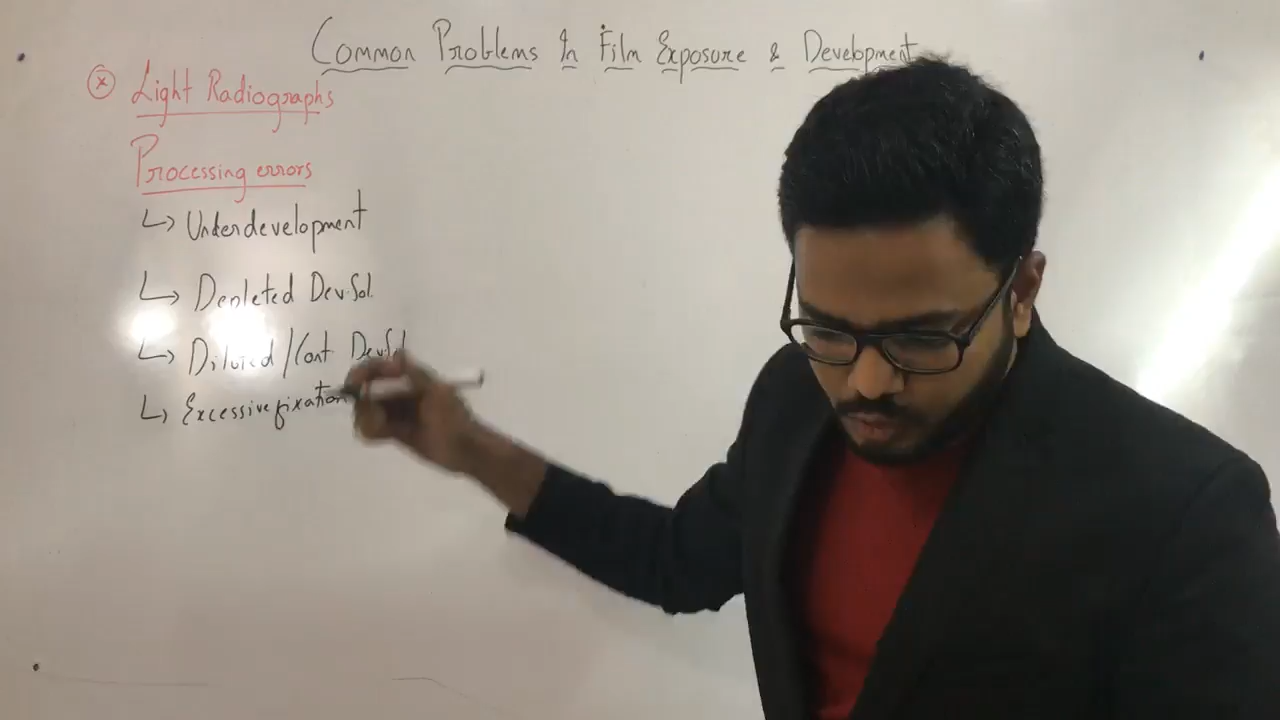 Common Problems In Film Exposure & Development
(x) Light Radiographs
Processing errors
↳ Underdevelopment
↳ Depleted Dev.Sol.
↳ Diluted / Cont Dev.Sol
↳ Excessive fixation